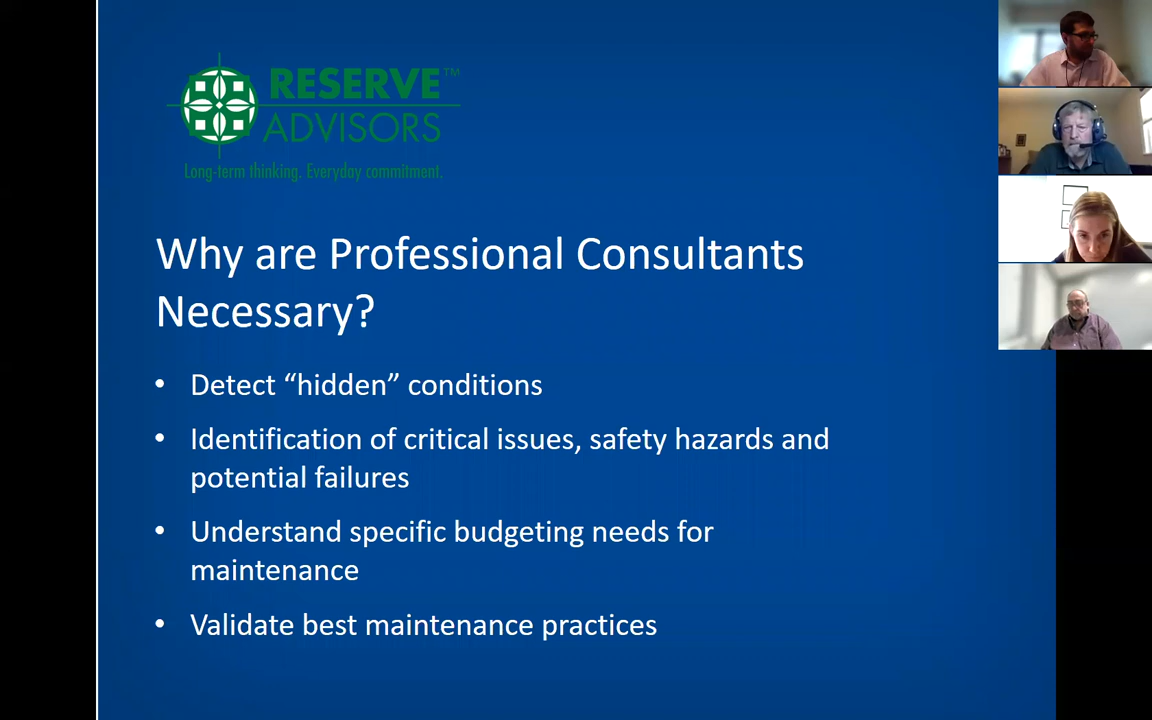 RESERVE™
ADVISORS
Long-term thinking. Everyday commitment.
Why are Professional Consultants
Necessary?
• Detect “hidden” conditions
• Identification of critical issues, safety hazards and
potential failures
• Understand specific budgeting needs for
maintenance
• Validate best maintenance practices